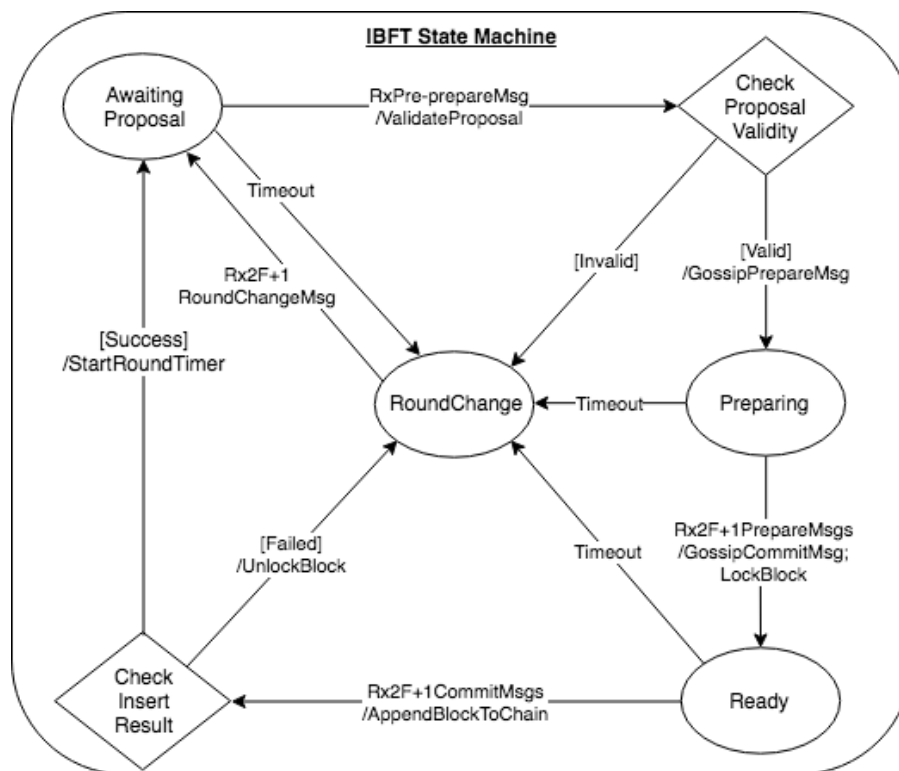 IBFT State Machine
Awaiting
Proposal
RxPre-prepareMsg
/ValidateProposal
Check
Proposal
Validity
Timeout
Rx2F+1
RoundChangeMsg
[Invalid]
[Valid]
/GossipPrepareMsg
[Success]
/StartRoundTimer
RoundChange
Timeout
Preparing
[Failed]
/UnlockBlock
Timeout
Rx2F+1PrepareMsgs
/GossipCommitMsg;
LockBlock
Check
Insert
Result
Rx2F+1CommitMsgs
/AppendBlockToChain
Ready